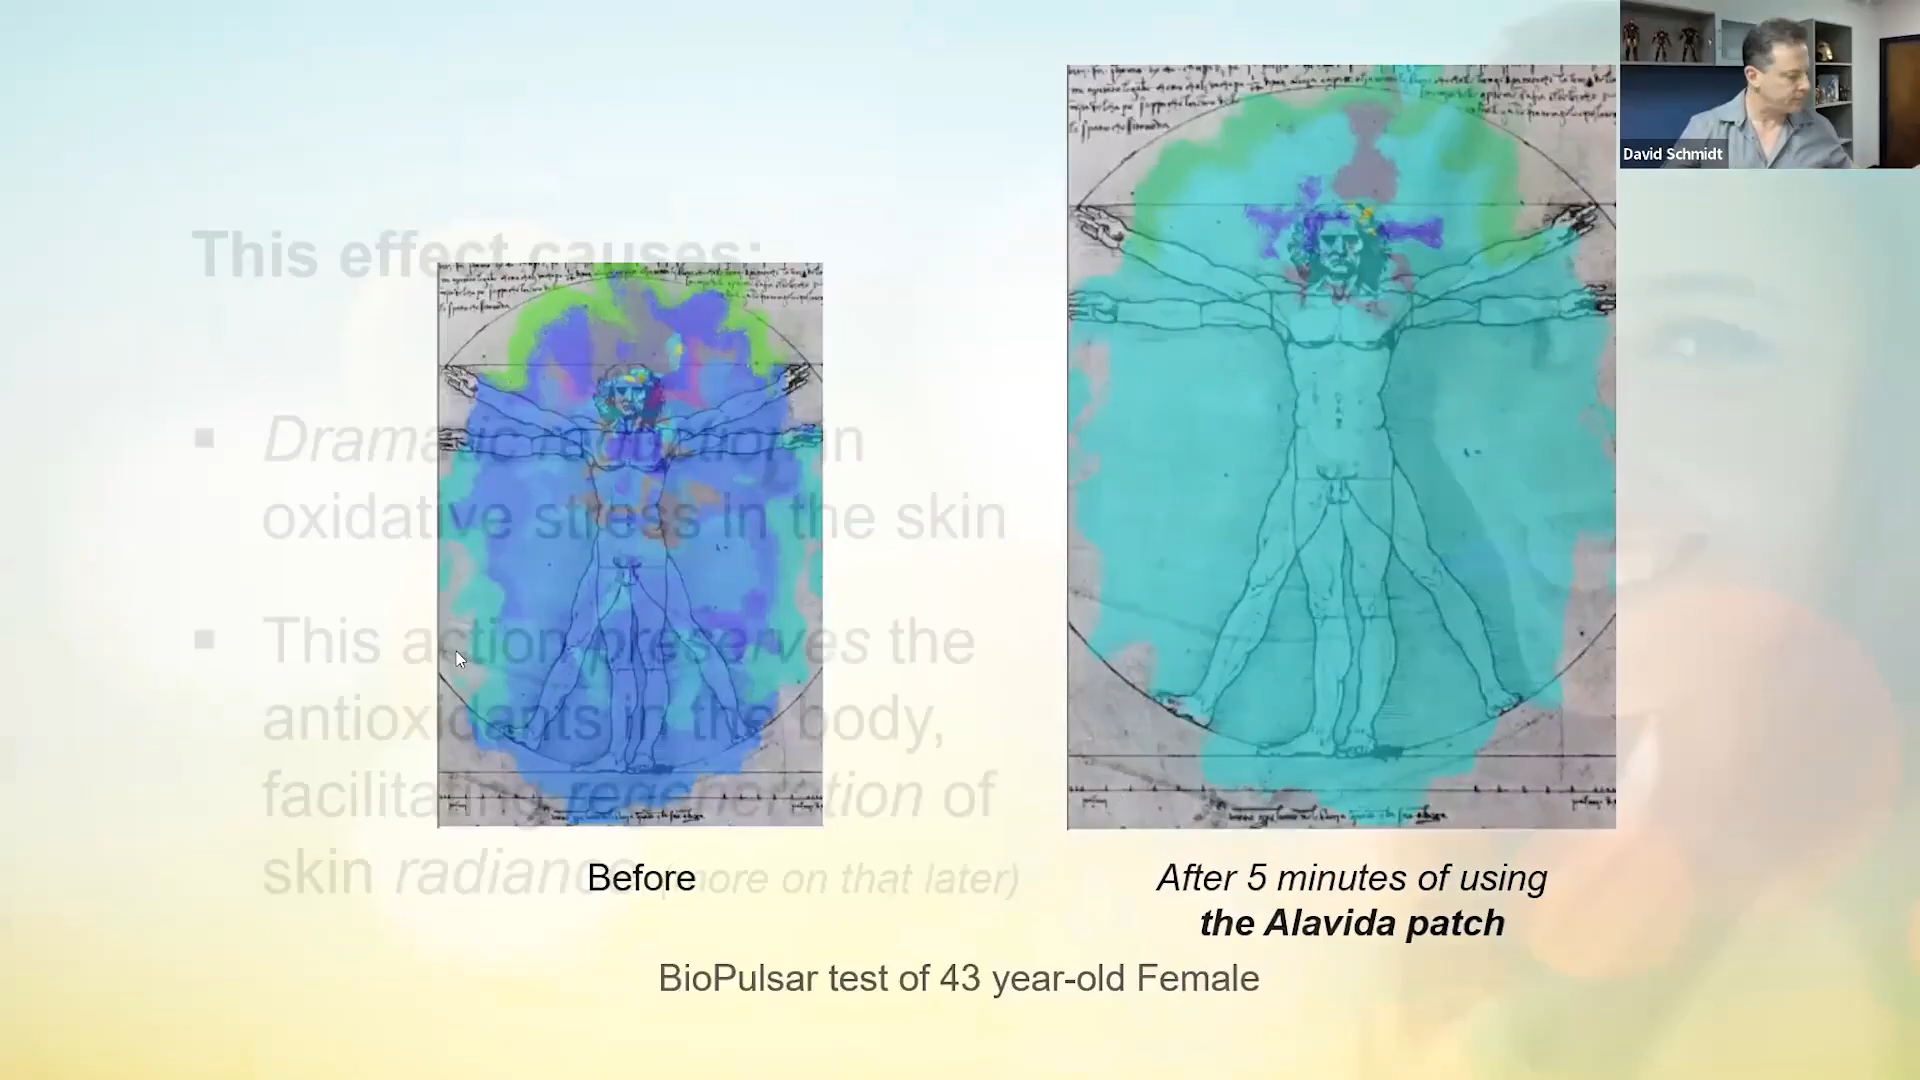 David Schmidt
This effect causes:
Dramatic reduction in
oxidative stress in the skin
This action preserves the
antioxidants in the body,
facilitating regeneration of
skin radiance (more on that later)
Before
After 5 minutes of using
the Alavida patch
BioPulsar test of 43 year-old Female